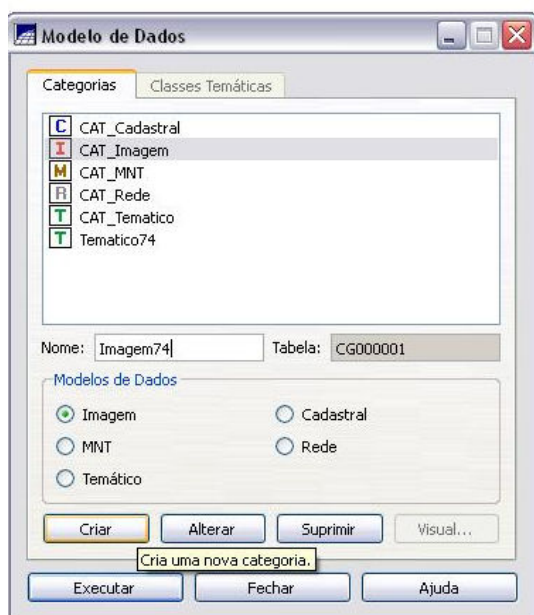 Modelo de Dados
Categorias Classes Temáticas
C CAT_Cadastral
I CAT_Imagem
M CAT_MNT
R CAT_Rede
T CAT_Tematico
T Tematico74
Nome: Imagem74 Tabela: CG000001
Modelos de Dados
Imagem Cadastral
MNT Rede
Temático
Criar Alterar Suprimir Visual...
Cria uma nova categoria.
Executar Fechar Ajuda